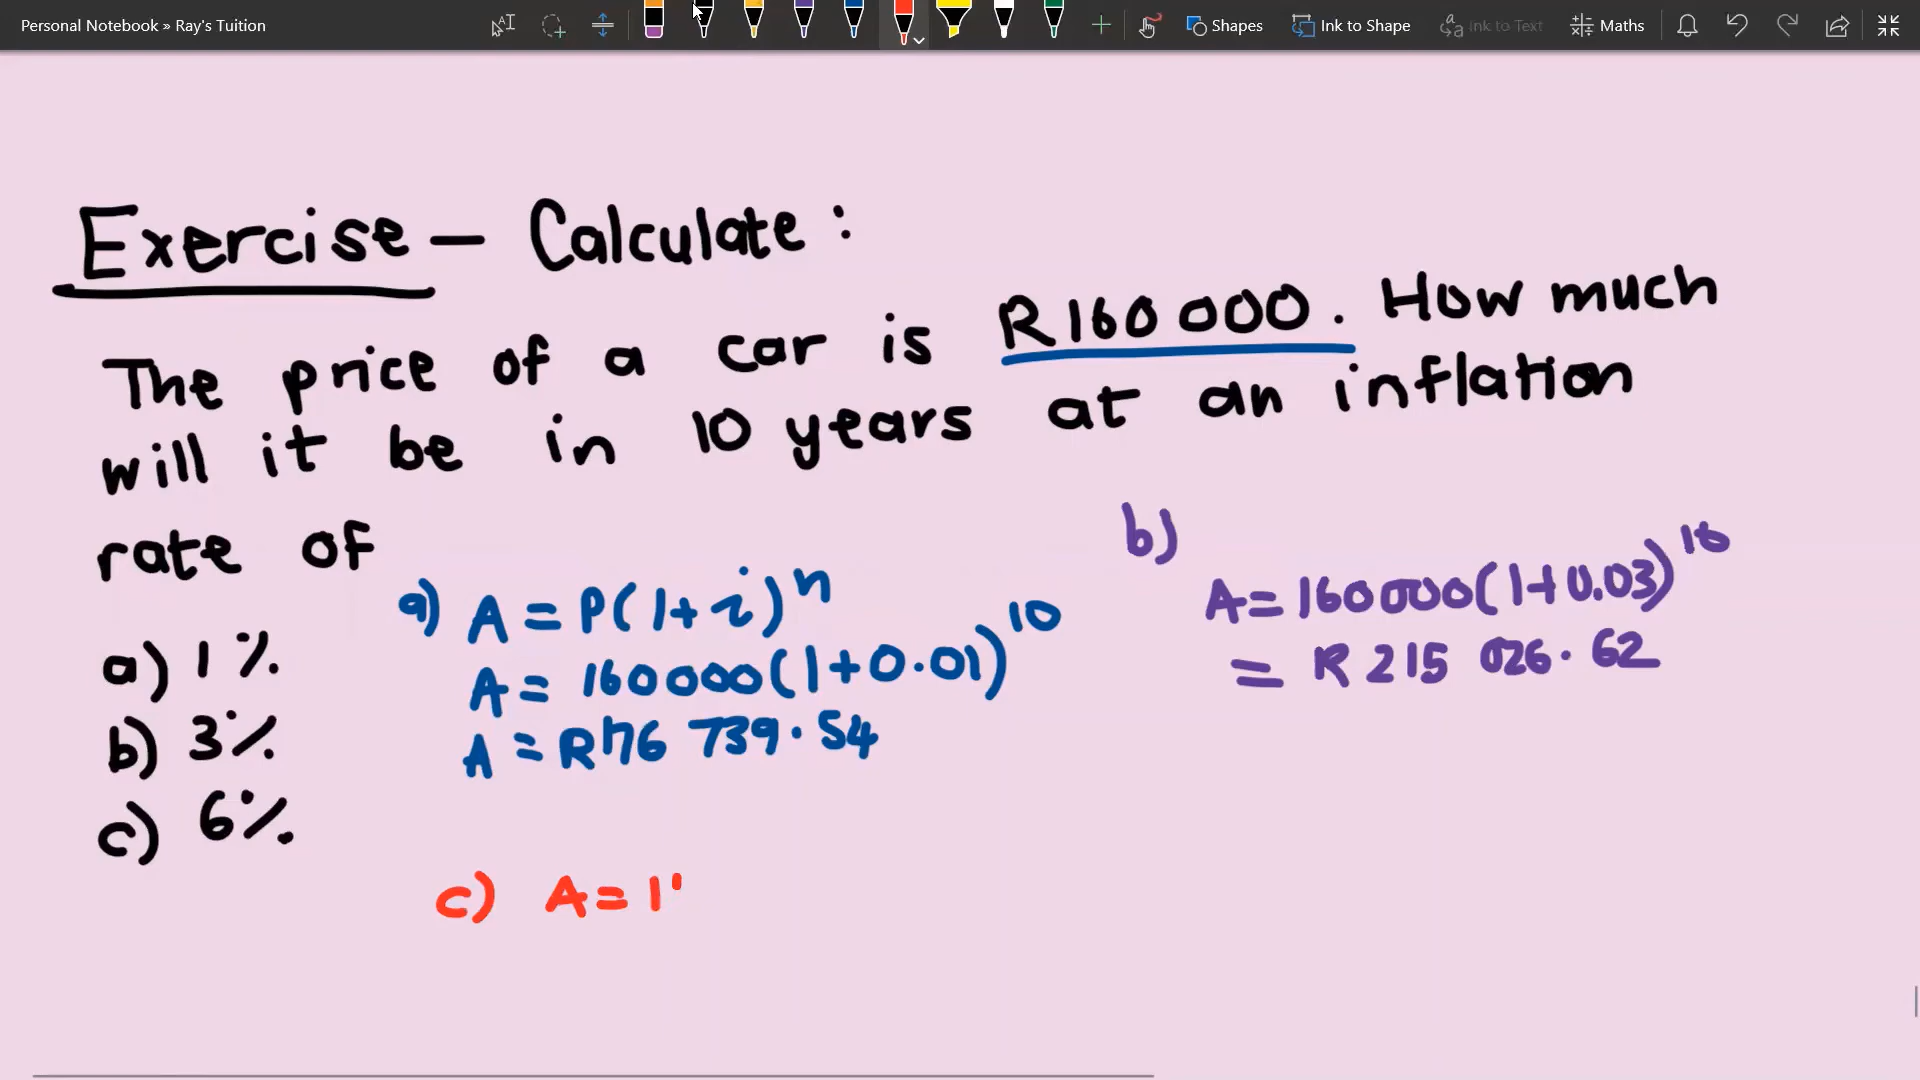 Personal Notebook » Ray's Tuition
Shapes
Ink to Shape
Ink to Text
Maths
Exercise — Calculate :
The price of a car is R160 000. How much
will it be in 10 years at an inflation
rate of
a) 1%
b) 3%
c) 6%
a) A = P(1+i)^n
A = 160000(1+0.01)^10
A = R176 739.54
b)
A = 160000(1+0.03)^10
= R 215 026.62
c) A = 1'